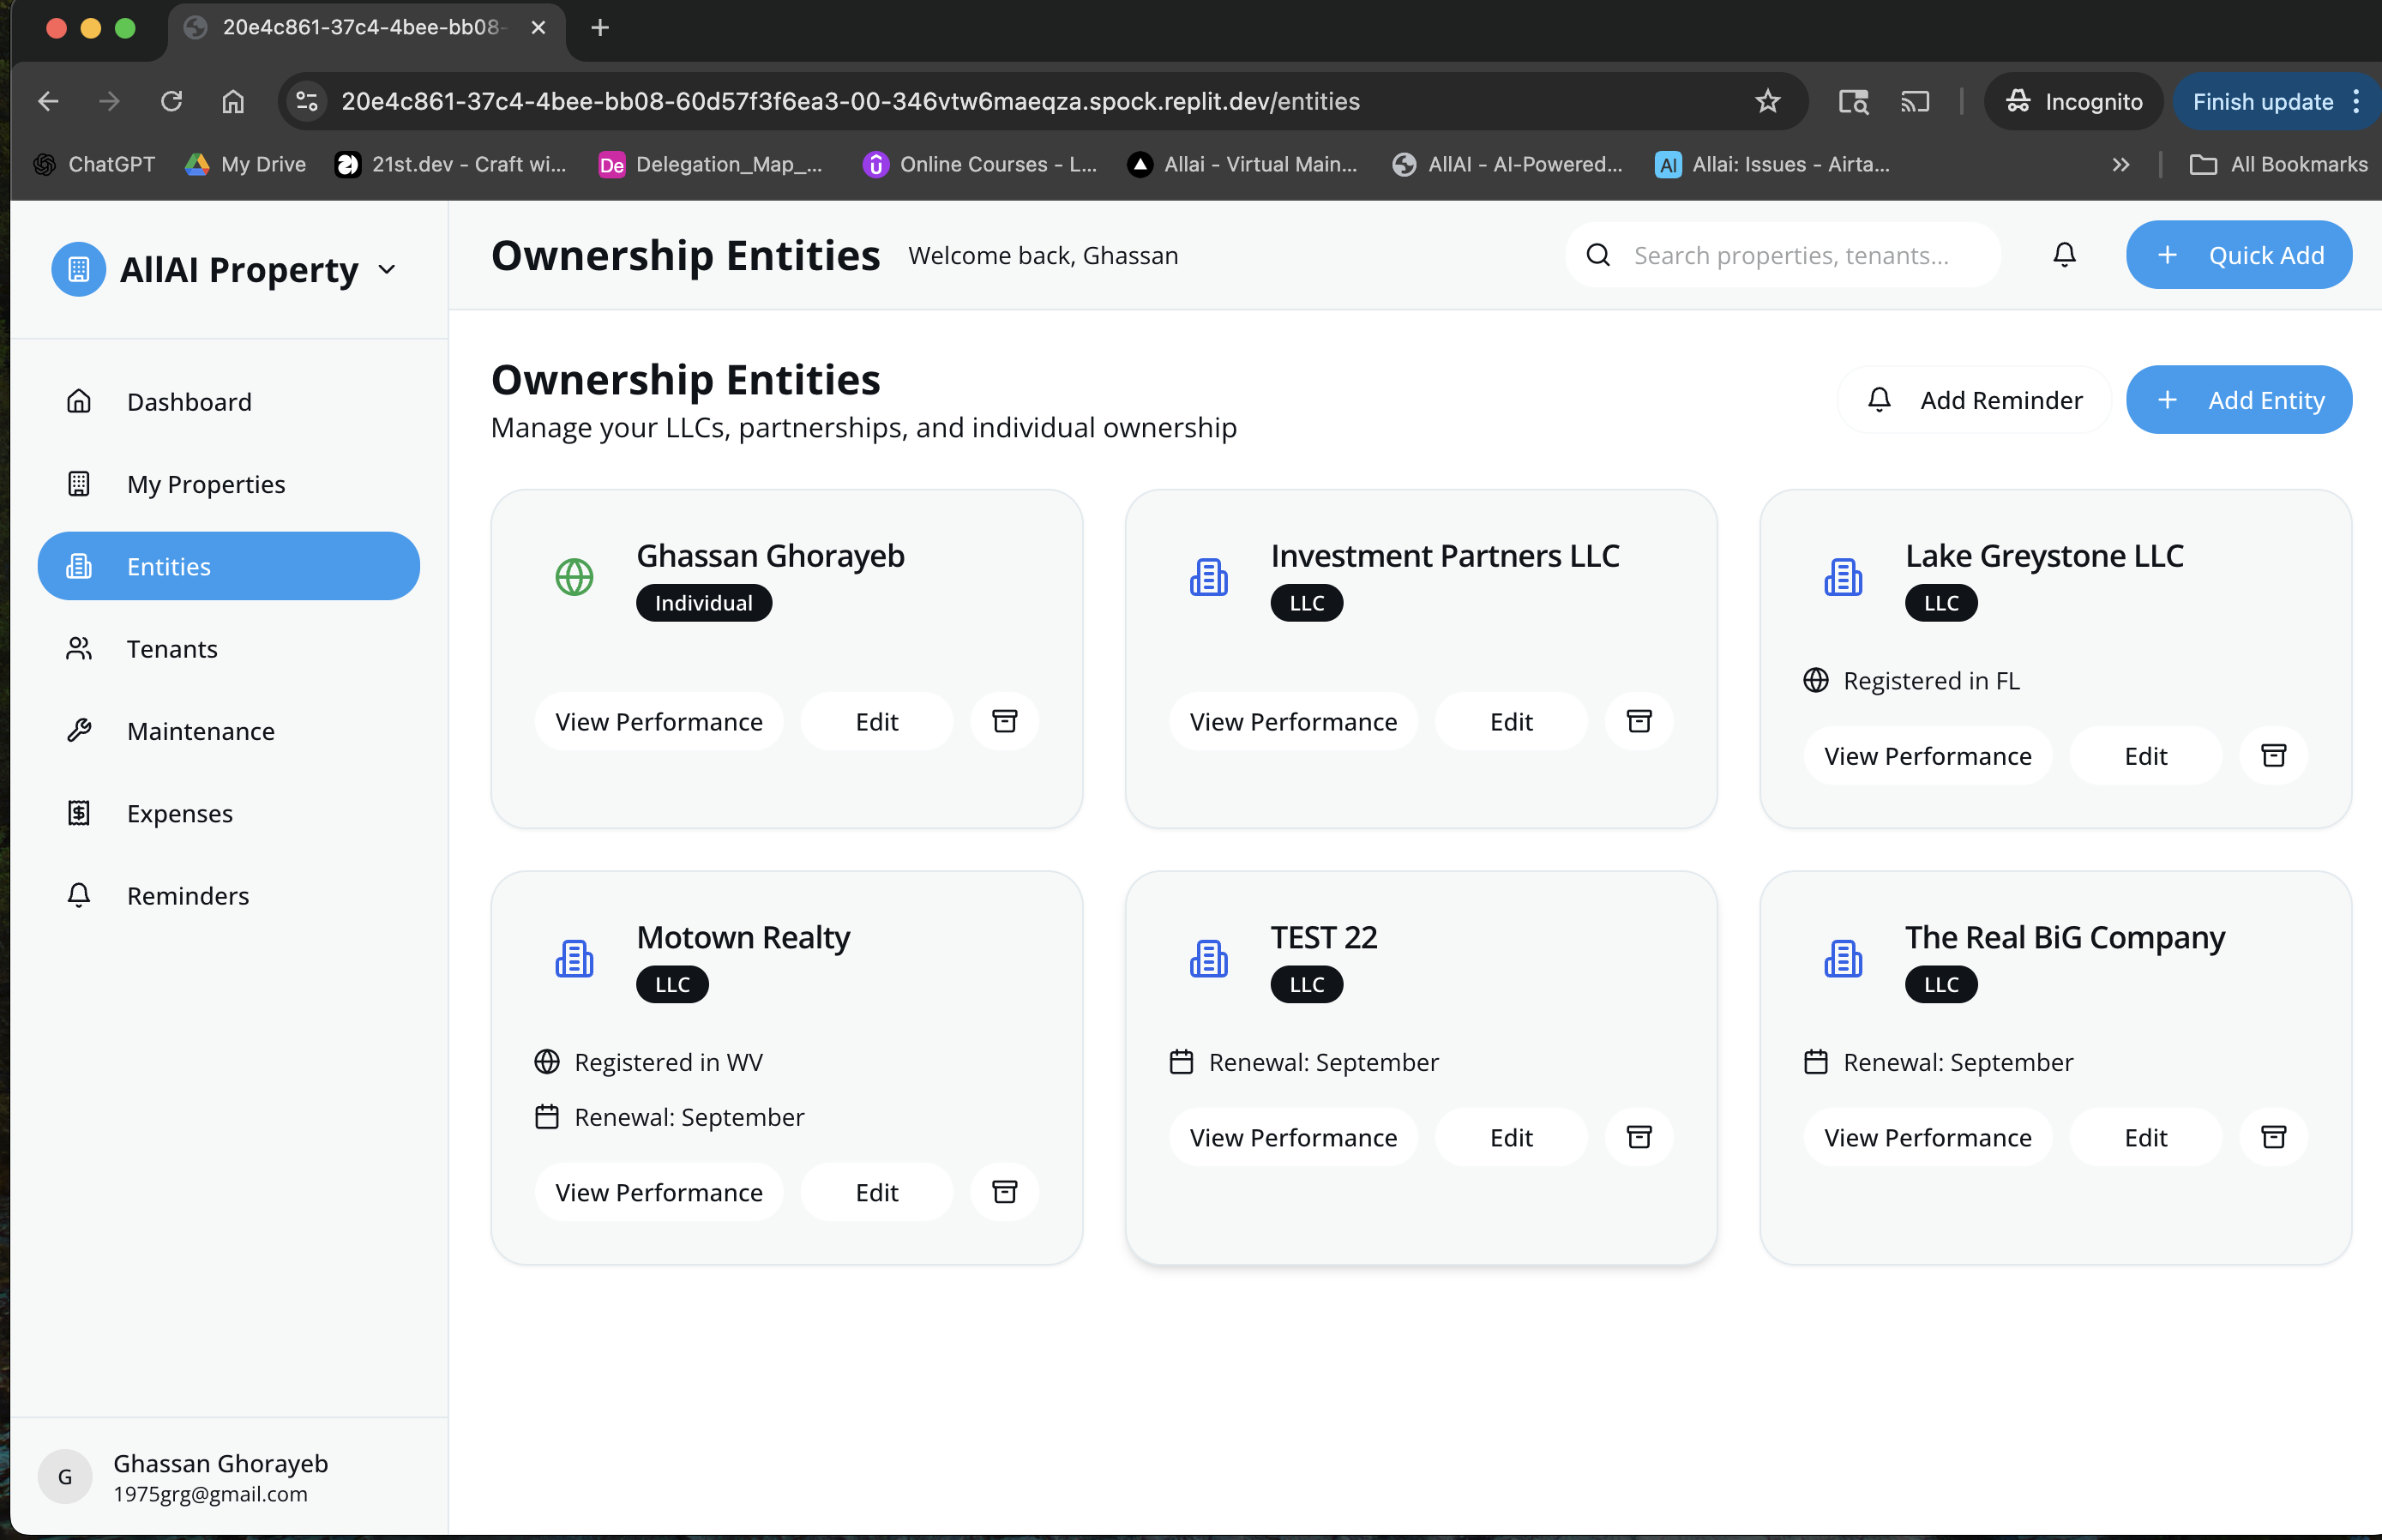 20e4c861-37c4-4bee-bb08-
20e4c861-37c4-4bee-bb08-60d57f3f6ea3-00-346vtw6maeqza.spock.replit.dev/entities
Incognito
Finish update
ChatGPT
My Drive
21st.dev - Craft wi...
De
Delegation_Map_...
Online Courses - L...
Allai - Virtual Main...
AllAI - AI-Powered...
AI
Allai: Issues - Airta...
All Bookmarks
AllAI Property
Ownership Entities
Welcome back, Ghassan
Search properties, tenants...
Quick Add
Dashboard
My Properties
Entities
Tenants
Maintenance
Expenses
Reminders
Ownership Entities
Manage your LLCs, partnerships, and individual ownership
Add Reminder
Add Entity
Ghassan Ghorayeb
Individual
View Performance
Edit
Investment Partners LLC
LLC
View Performance
Edit
Lake Greystone LLC
LLC
Registered in FL
View Performance
Edit
Motown Realty
LLC
Registered in WV
Renewal: September
View Performance
Edit
TEST 22
LLC
Renewal: September
View Performance
Edit
The Real BiG Company
LLC
Renewal: September
View Performance
Edit
G
Ghassan Ghorayeb
1975grg@gmail.com